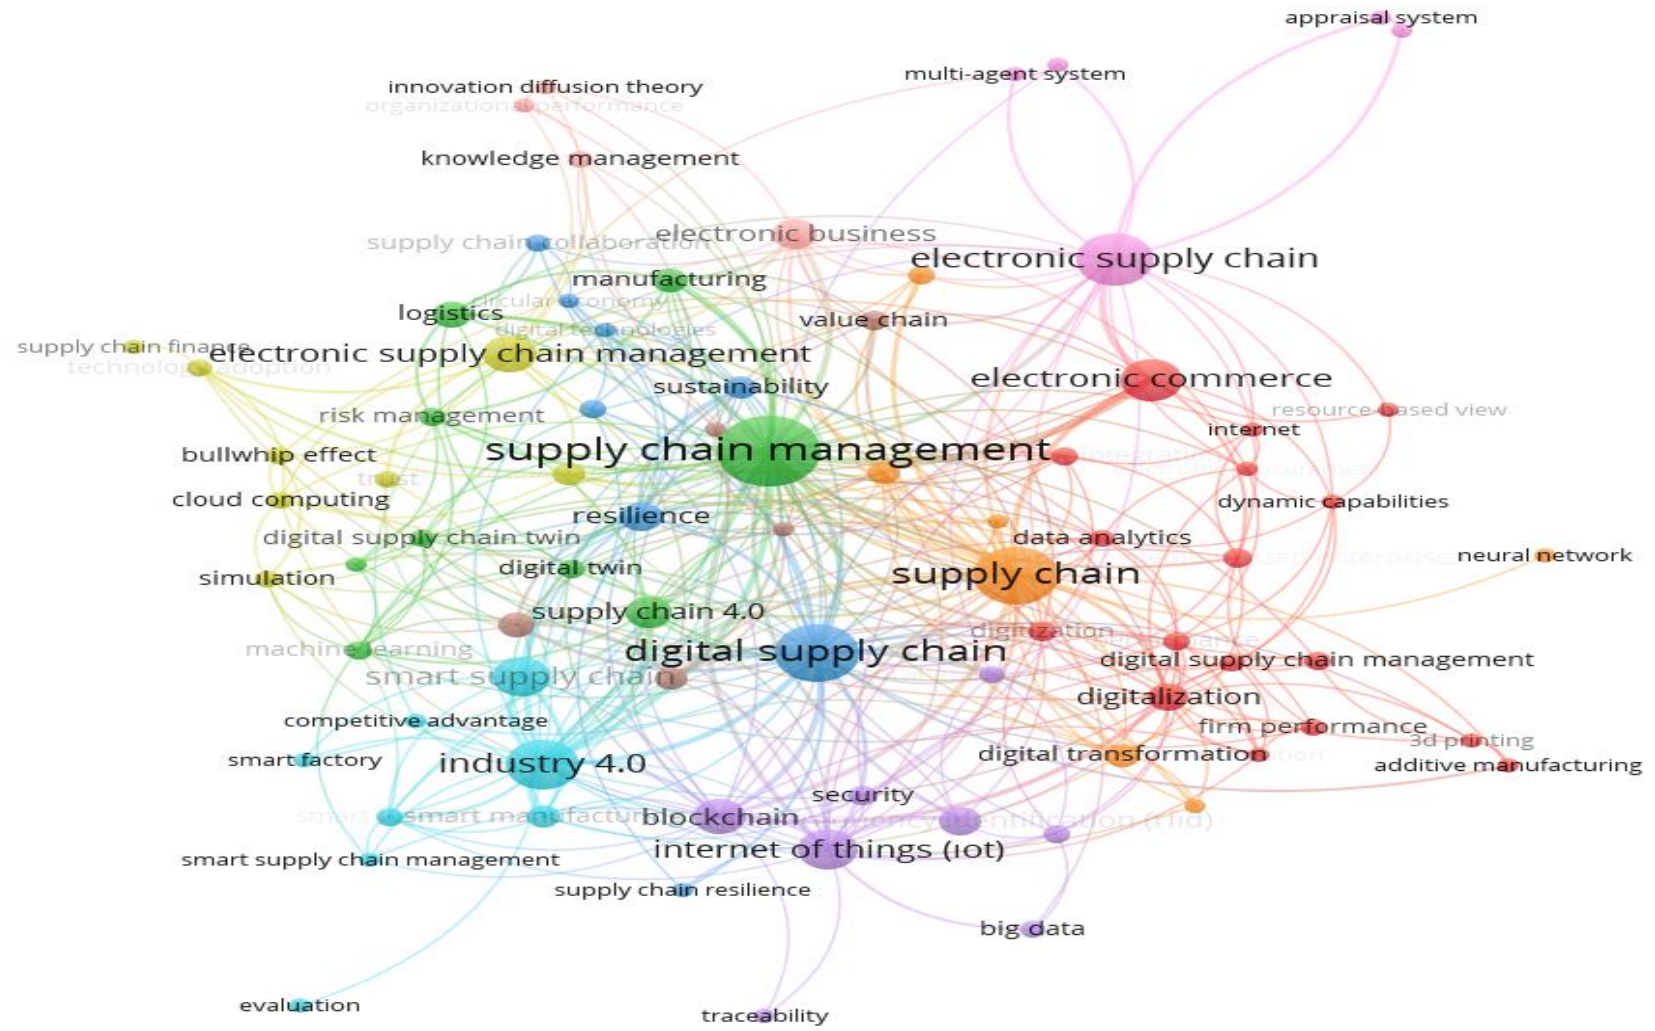 appraisal system
multi-agent system
innovation diffusion theory
organizational performance
knowledge management
electronic business
supply chain collaboration
electronic supply chain
manufacturing
circular economy
logistics
value chain
digital technologies
supply chain finance
electronic supply chain management
technology adoption
electronic commerce
sustainability
resource-based view
risk management
internet
supply chain management
bullwhip effect
integration
trust
cloud computing
dynamic capabilities
resilience
digital supply chain twin
data analytics
neural network
digital twin
supply chain
simulation
supply chain 4.0
digitization
machine learning
digital supply chain
digital supply chain management
smart supply chain
digitalization
competitive advantage
firm performance
3d printing
digital transformation
smart factory
industry 4.0
additive manufacturing
security
smart
smart manufacturing
blockchain
identification (rfid)
internet of things (iot)
smart supply chain management
supply chain resilience
big data
evaluation
traceability